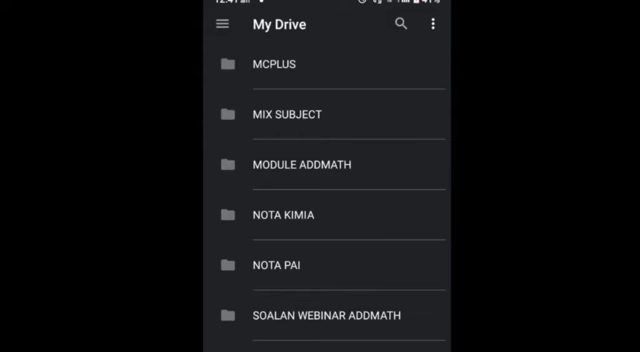 My Drive
MCPLUS
MIX SUBJECT
MODULE ADDMATH
NOTA KIMIA
NOTA PAI
SOALAN WEBINAR ADDMATH